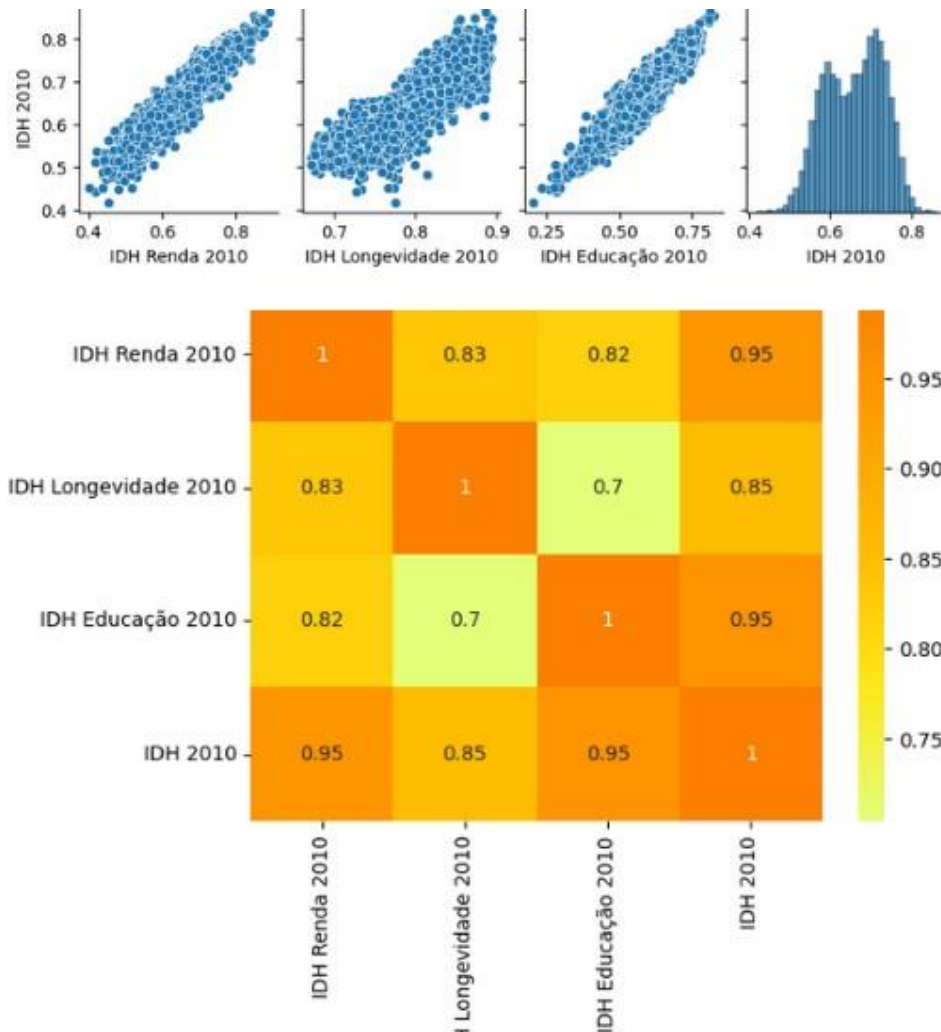 0.8
0.7
0.6
0.5
0.4
IDH 2010
0.4 0.6 0.8
0.7 0.8 0.9
0.25 0.50 0.75
0.4 0.6 0.8
IDH Renda 2010
IDH Longevidade 2010
IDH Educação 2010
IDH 2010
IDH Renda 2010
1 0.83 0.82 0.95
IDH Longevidade 2010
0.83 1 0.7 0.85
IDH Educação 2010
0.82 0.7 1 0.95
IDH 2010
0.95 0.85 0.95 1
0.95
0.90
0.85
0.80
0.75
IDH Renda 2010
H Longevidade 2010
IDH Educação 2010
IDH 2010